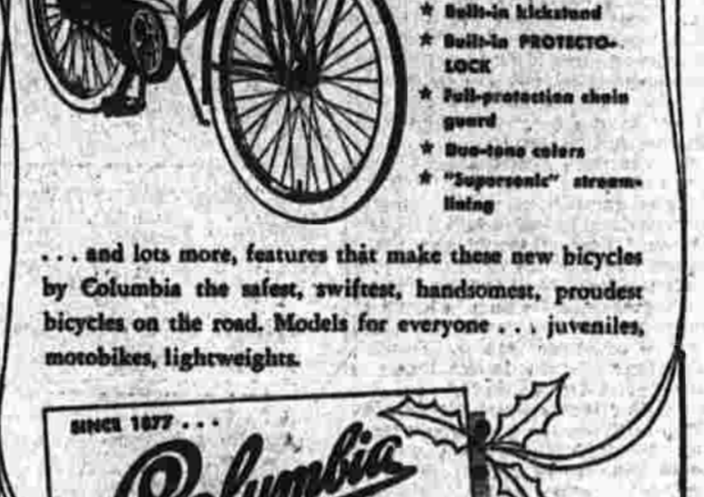 ★ Built-in kickstand
★ Built-in PROTECTO-
LOCK
★ Full-protection chain
guard
★ Duo-tone colors
★ "Supersonic" stream-
lining
. . . and lots more, features that make these new bicycles
by Columbia the safest, swiftest, handsomest, proudest
bicycles on the road. Models for everyone . . . juveniles,
motobikes, lightweights.
SINCE 1877 . . .
Columbia